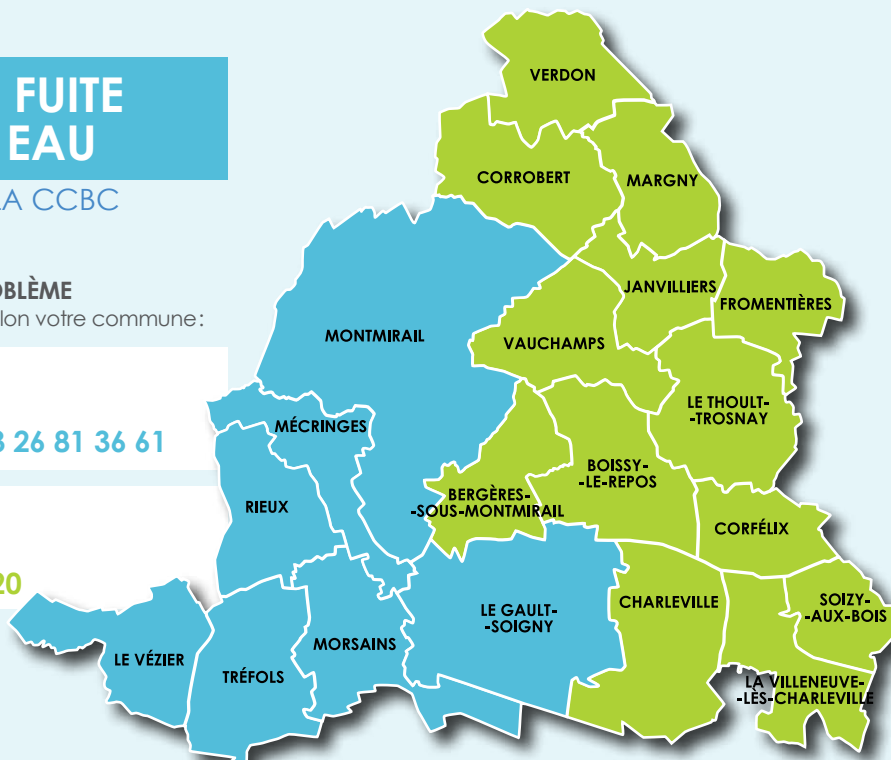 FUITE
EAU
A CCBC
OBLÈME
lon votre commune:
26 81 36 61
20
VERDON
CORROBERT
MARGNY
JANVILLIERS
FROMENTIÈRES
MONTMIRAIL
VAUCHAMPS
LE THOULT-
-TROSNAY
MÉCRINGES
BOISSY-
-LE-REPOS
BERGÈRES-
-SOUS-MONTMIRAIL
RIEUX
CORFÉLIX
CHARLEVILLE
SOIZY-
-AUX-BOIS
LE GAULT-
-SOIGNY
MORSAINS
LE VÉZIER
TRÉFOLS
LA VILLENEUVE-
-LÈS-CHARLEVILLE